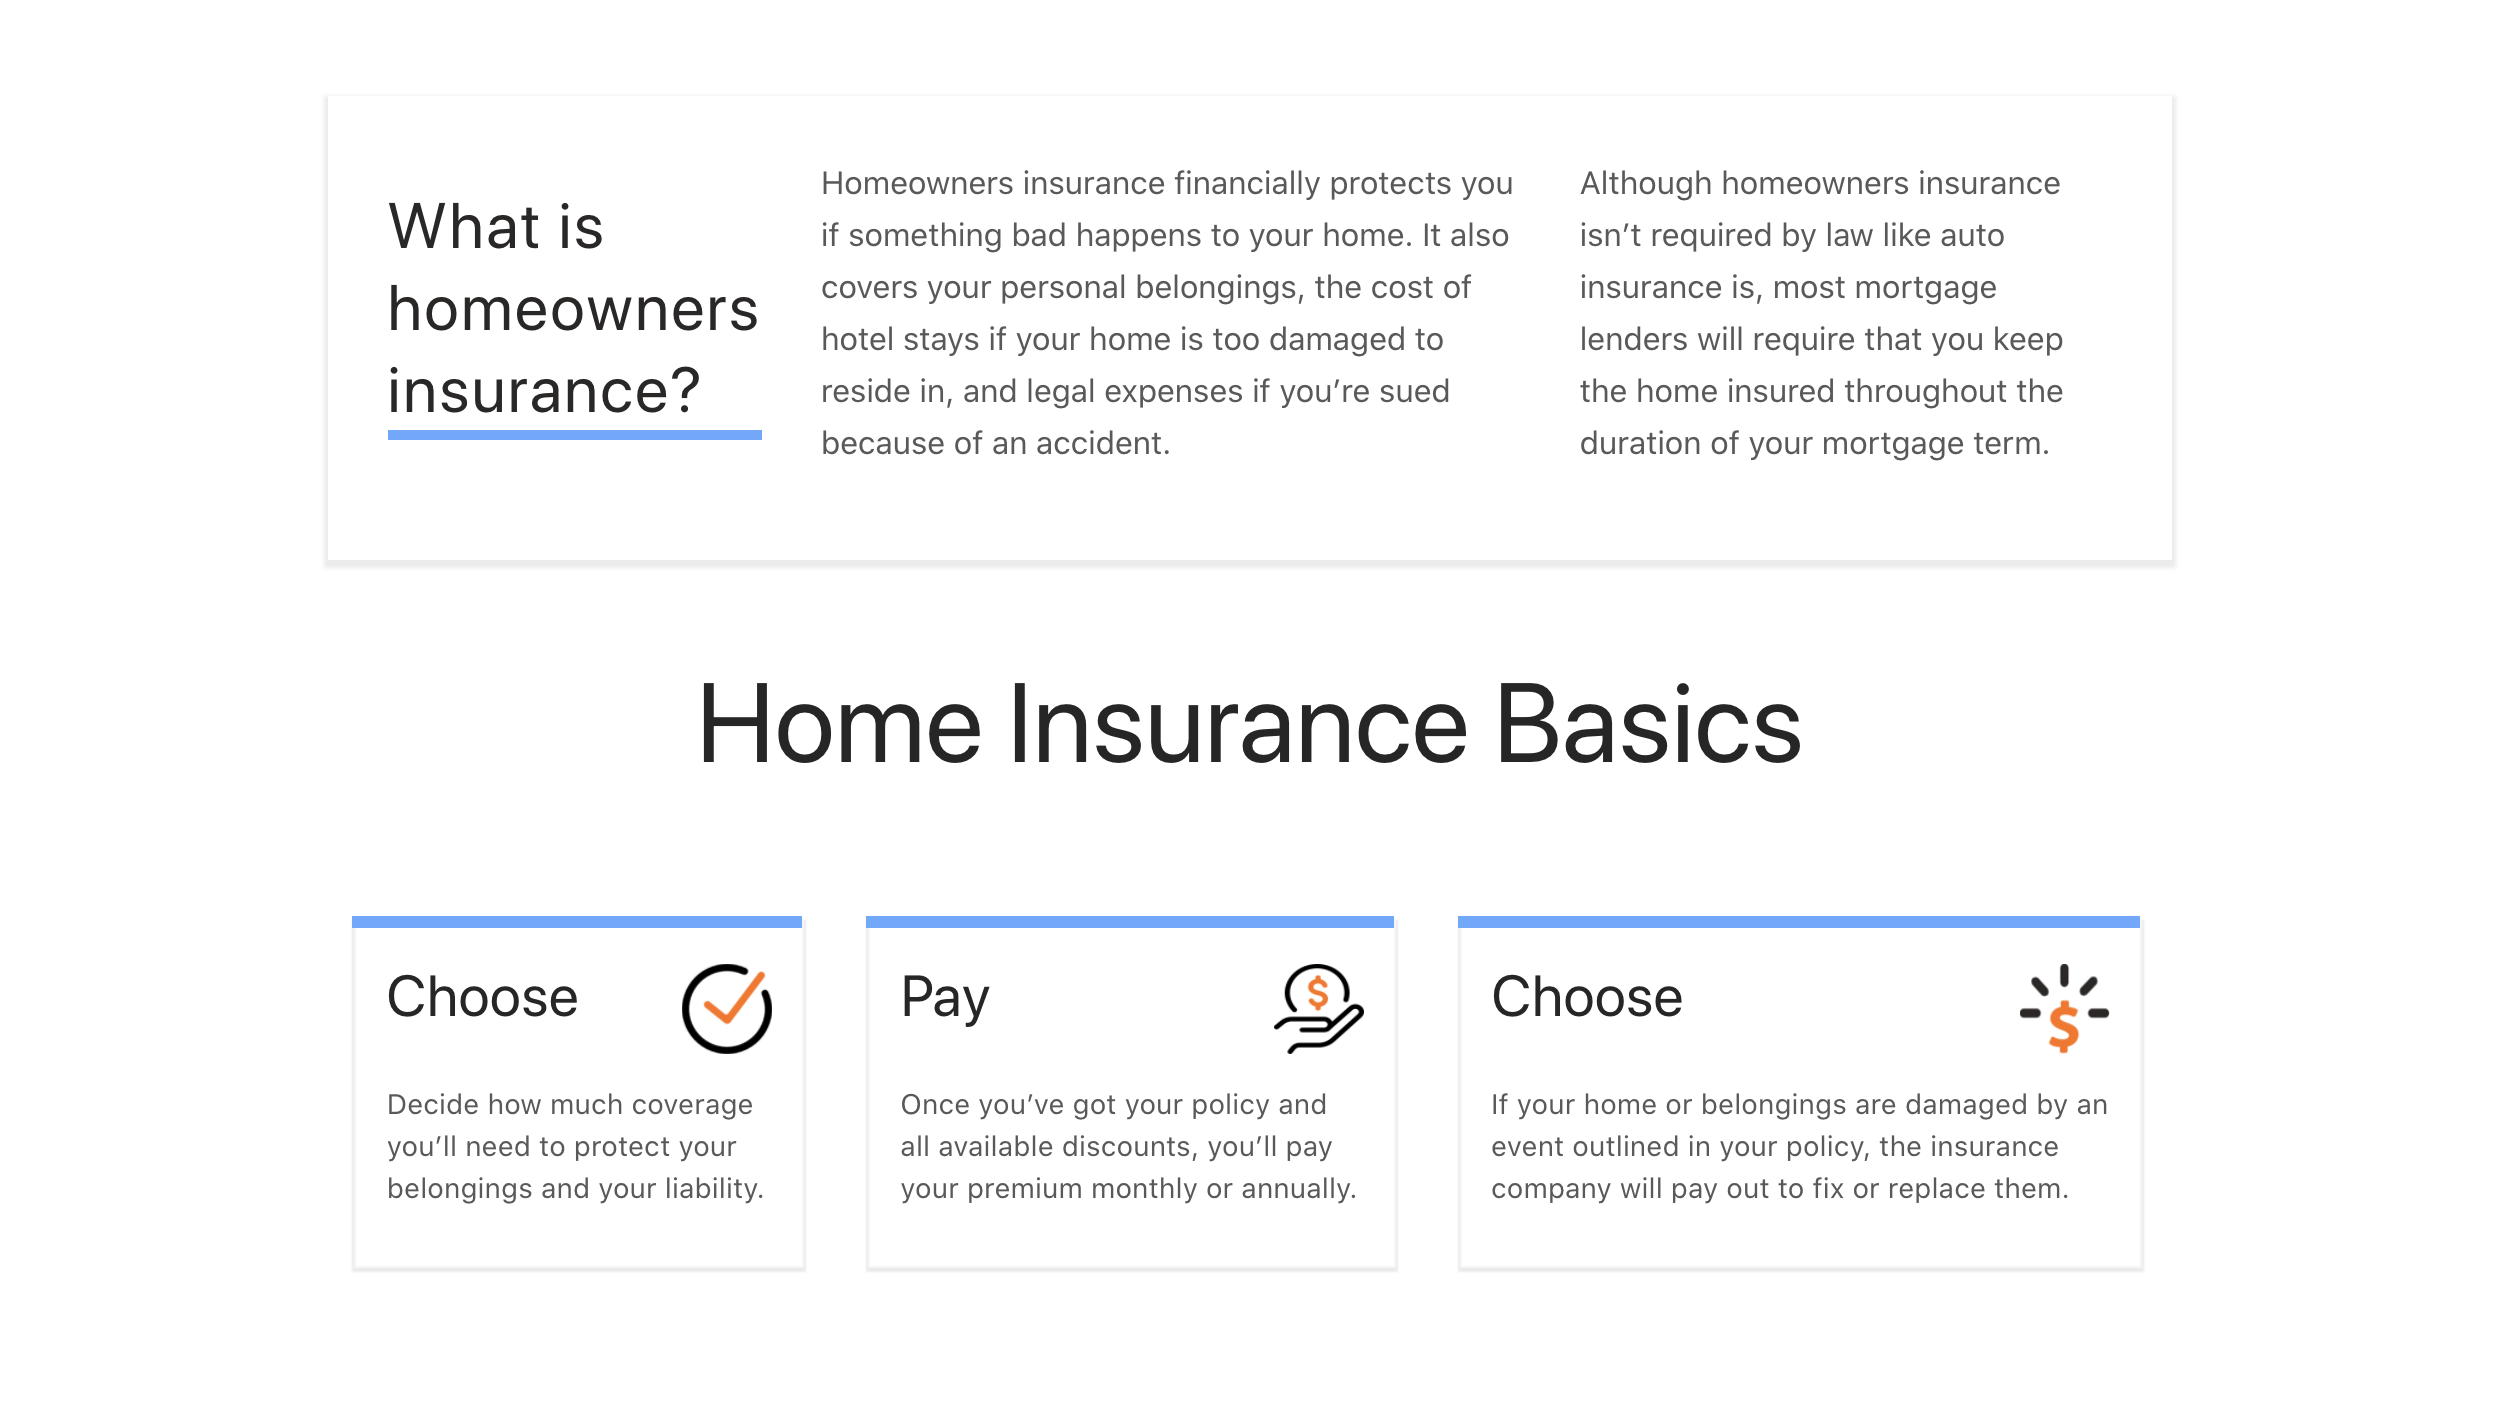 What is
homeowners
insurance?
Homeowners insurance financially protects you
if something bad happens to your home. It also
covers your personal belongings, the cost of
hotel stays if your home is too damaged to
reside in, and legal expenses if you’re sued
because of an accident.
Although homeowners insurance
isn’t required by law like auto
insurance is, most mortgage
lenders will require that you keep
the home insured throughout the
duration of your mortgage term.
Home Insurance Basics
Choose
Decide how much coverage
you’ll need to protect your
belongings and your liability.
Pay
$
Once you’ve got your policy and
all available discounts, you’ll pay
your premium monthly or annually.
Choose
$
If your home or belongings are damaged by an
event outlined in your policy, the insurance
company will pay out to fix or replace them.